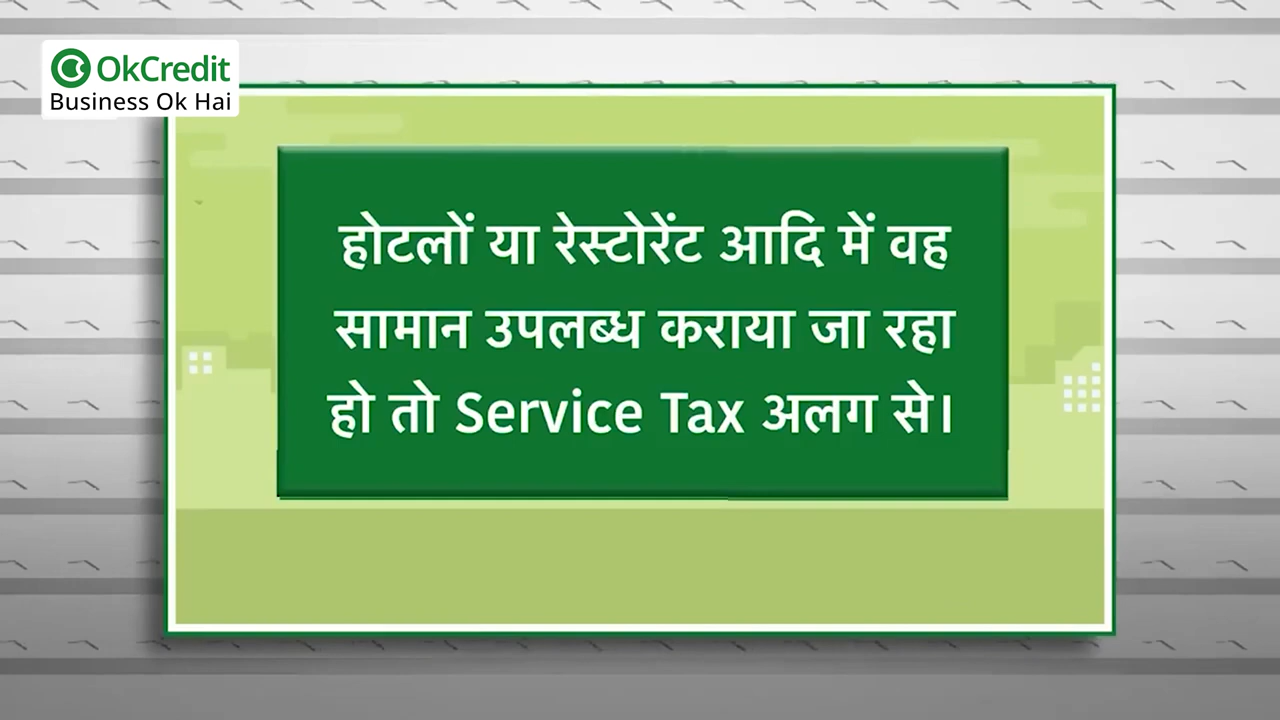 OkCredit
Business Ok Hai
होटलों या रेस्टोरेंट आदि में वह
सामान उपलब्ध कराया जा रहा
हो तो Service Tax अलग से।